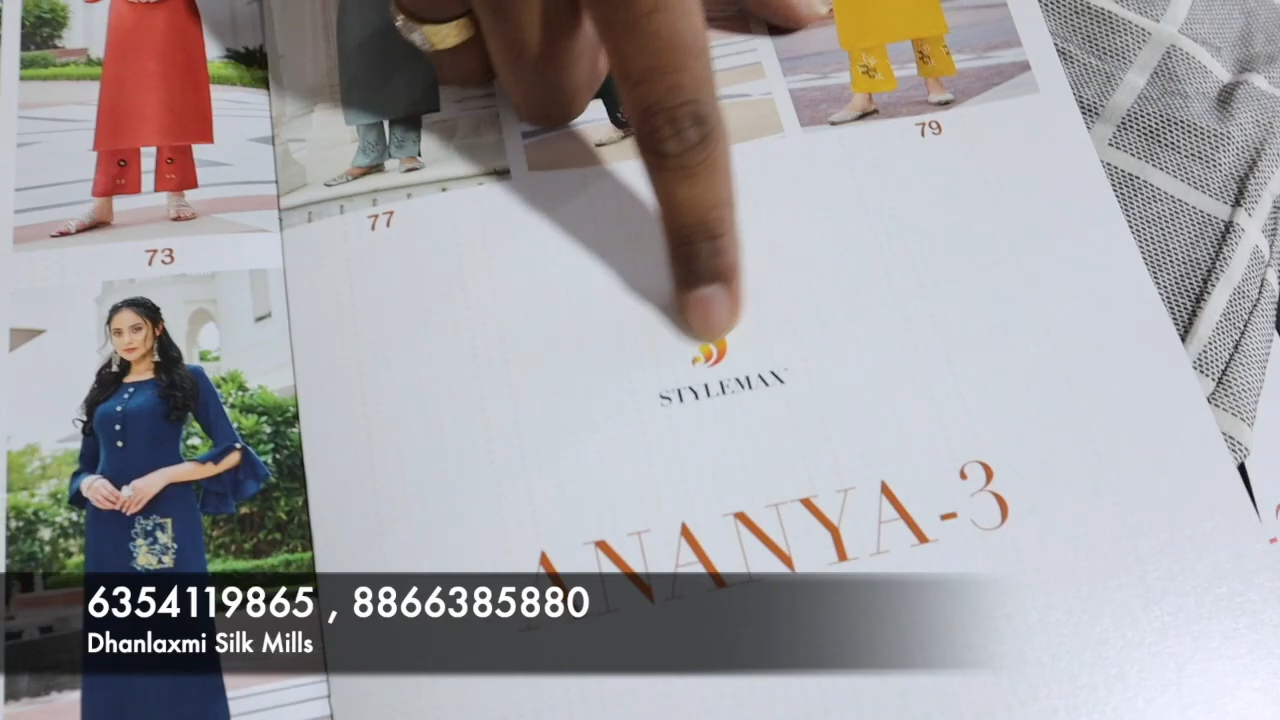 79
77
73
STYLEMAX
ANANYA-3
6354119865 , 8866385880
Dhanlaxmi Silk Mills